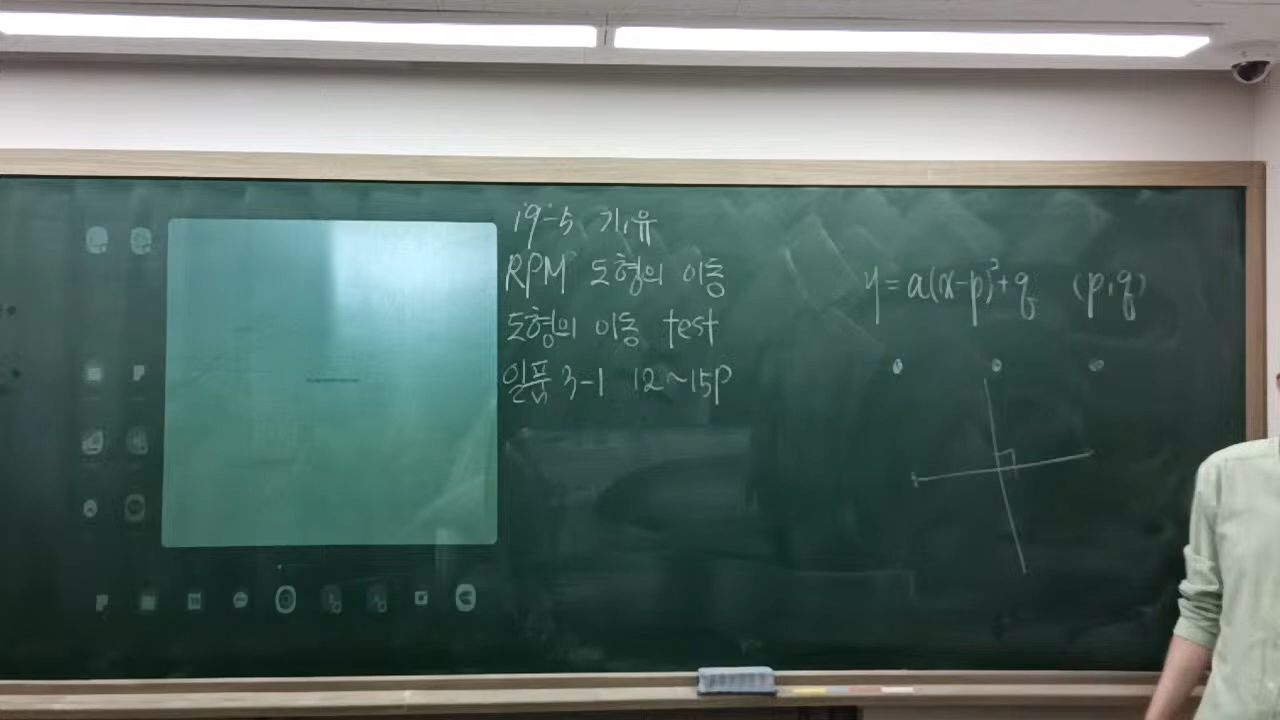 19-5 기,유
RPM 도형의 이동
도형의 이동 test
일품 3-1 12~15p
y=a(x-p)²+q (p,q)